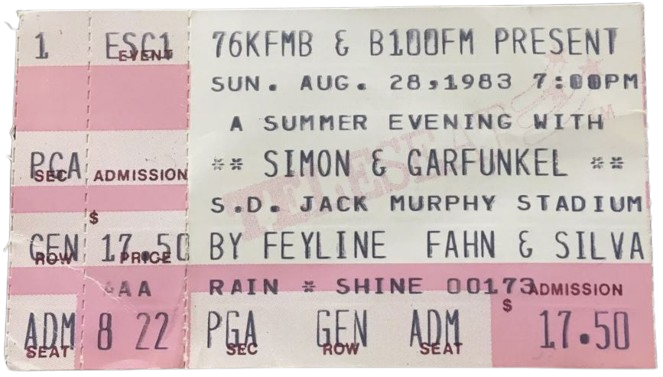 1 ESC1
EVENT
PGA
SEC ADMISSION
$
GEN 17.50
ROW PRICE
AA
ADM 8 22
SEAT
76KFMB & B100FM PRESENT
SUN. AUG. 28,1983 7:00PM
A SUMMER EVENING WITH
** SIMON & GARFUNKEL **
TELESEAT
S.D. JACK MURPHY STADIUM
BY FEYLINE FAHN & SILVA
RAIN * SHINE 00173 ADMISSION
$
PGA GEN ADM 17.50
SEC ROW SEAT